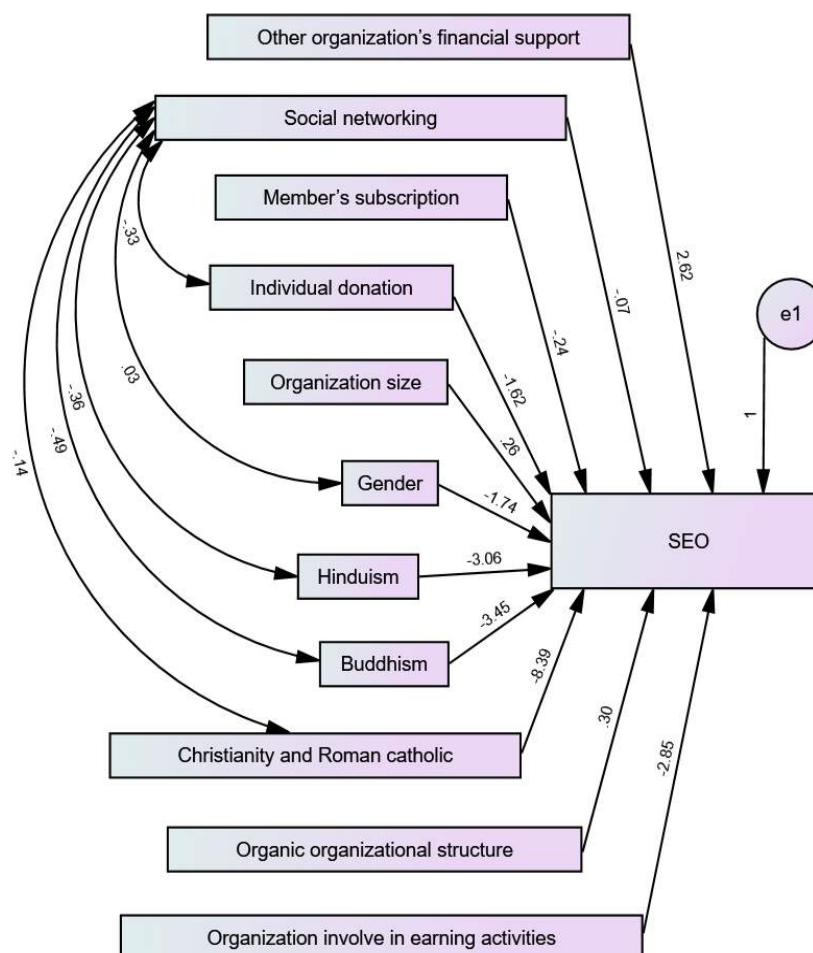 Other organization's financial support
Social networking
Member's subscription
2.62
-.33
Individual donation
-.07
e1
-.24
-1.62
.03
Organization size
-.36
.26
1
-.49
-.14
Gender
-1.74
SEO
Hinduism
-3.06
Buddhism
-3.45
-8.39
Christianity and Roman catholic
.30
-2.85
Organic organizational structure
Organization involve in earning activities